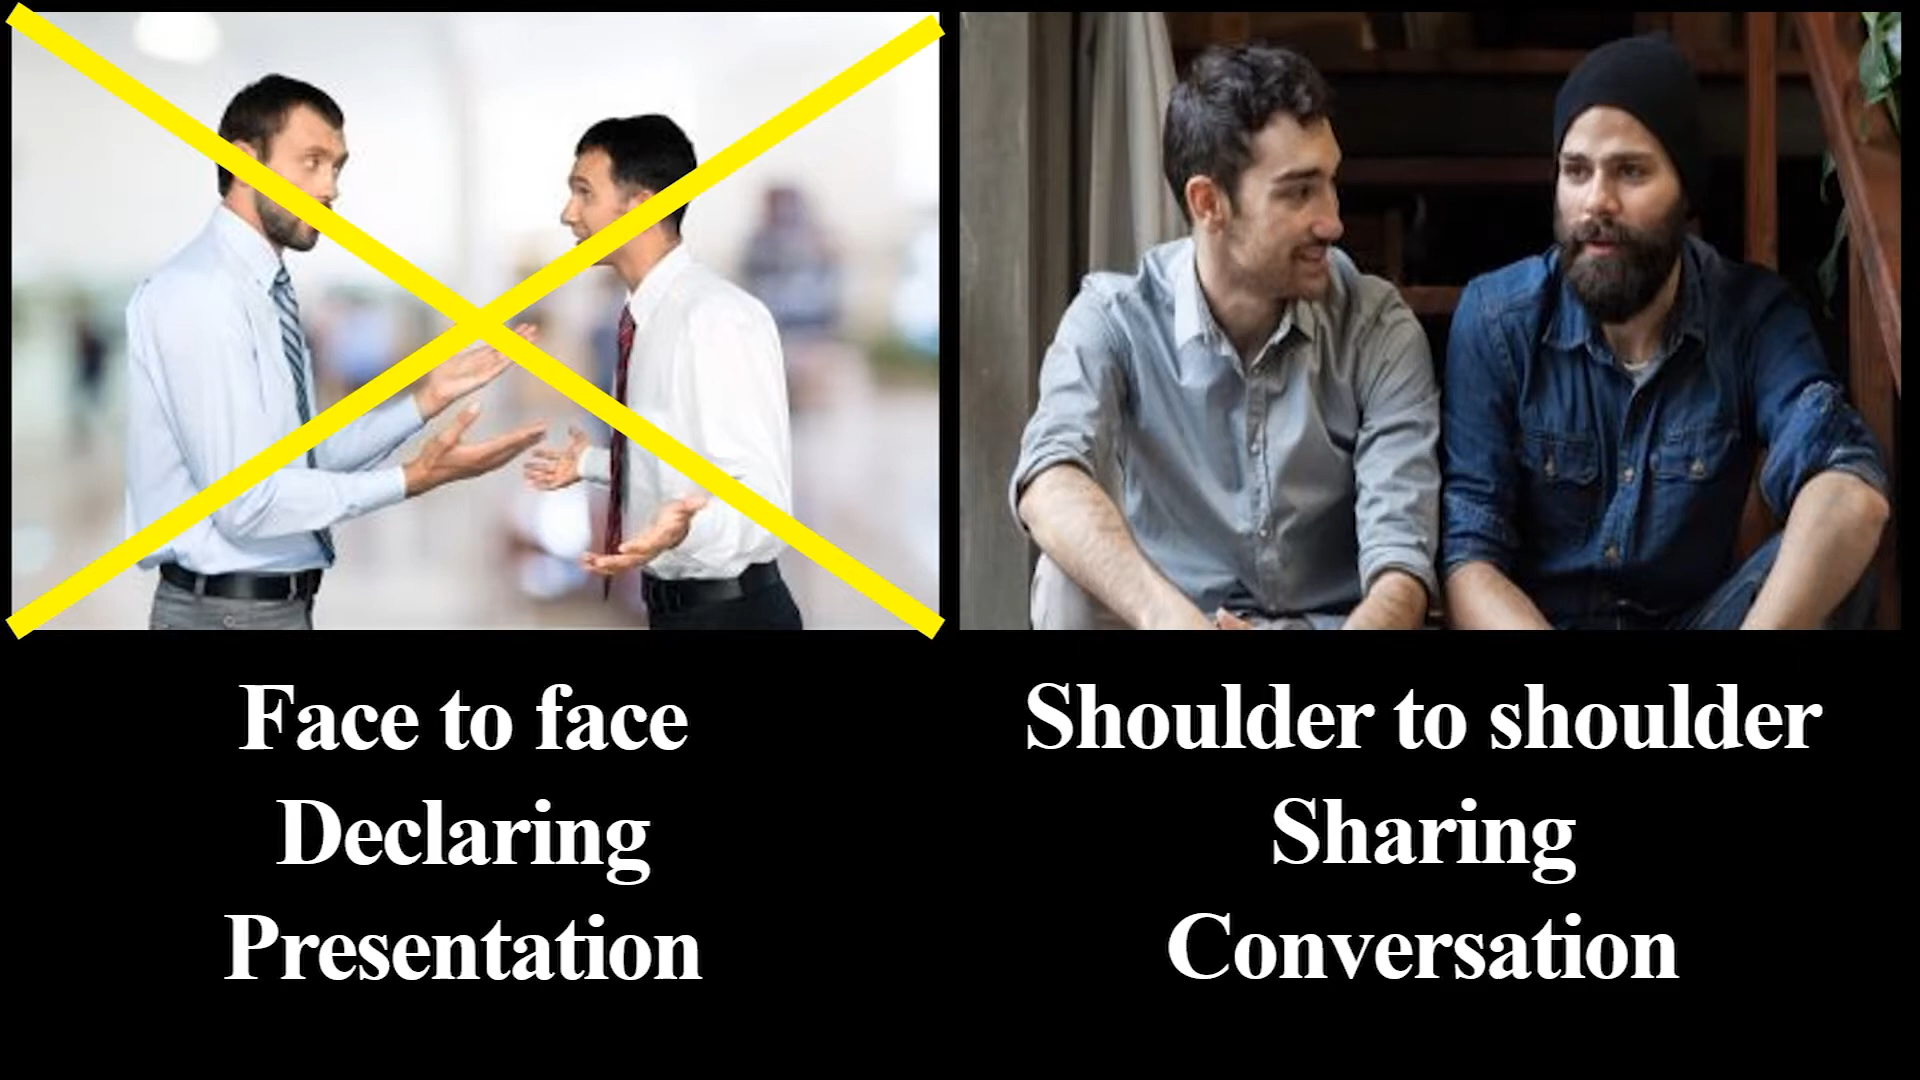 Face to face
Declaring
Presentation
Shoulder to shoulder
Sharing
Conversation